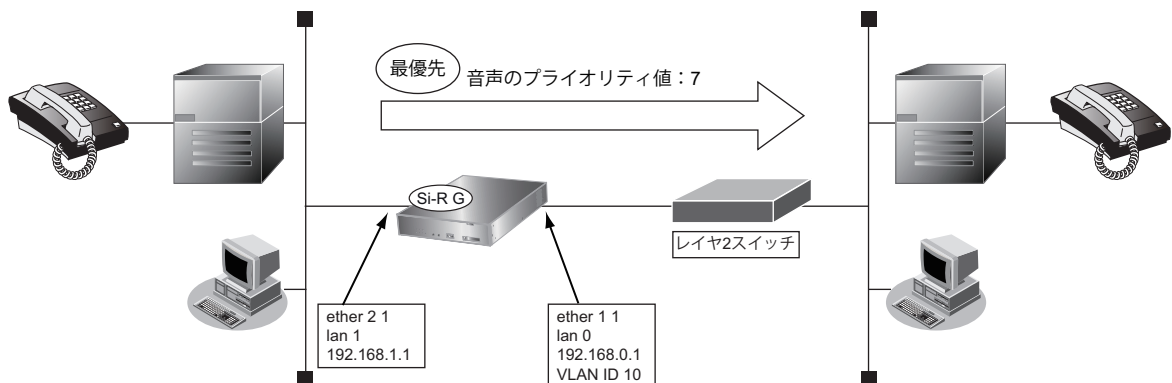 最優先
音声のプライオリティ値：7
Si-R G
レイヤ2スイッチ
ether 2 1
lan 1
192.168.1.1
ether 1 1
lan 0
192.168.0.1
VLAN ID 10